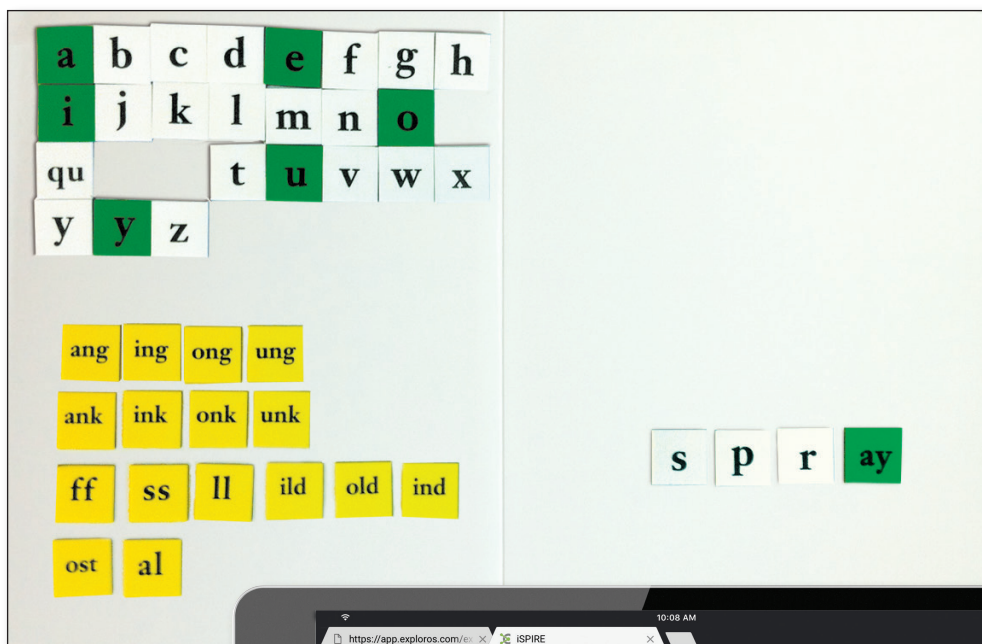 a b c d e f g h
i j k l m n o
qu t u v w x
y y z
ang ing ong ung
ank ink onk unk
ff ss ll ild old ind
ost al
s p r ay
10:08 AM
https://app.exploros.com/ex iSPIRE